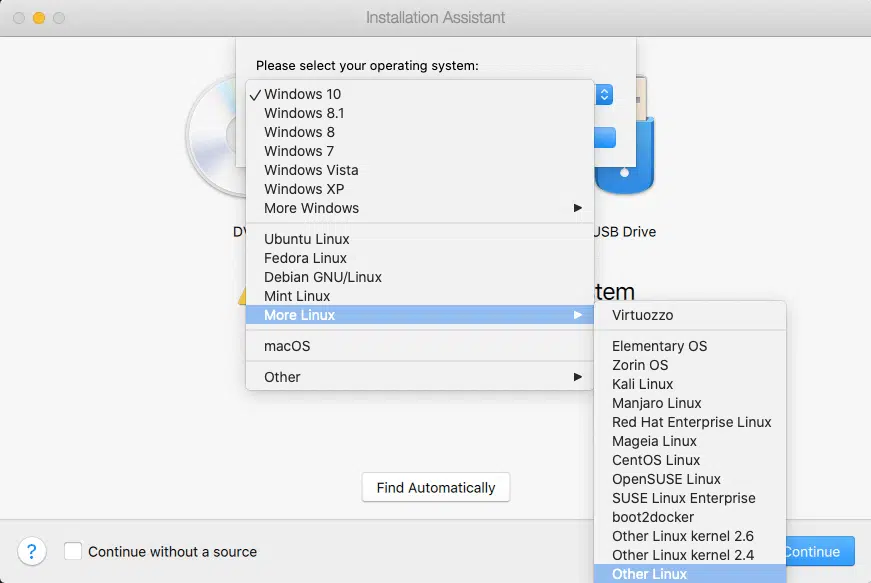 Installation Assistant
Please select your operating system:
✓ Windows 10
Windows 8.1
Windows 8
Windows 7
Windows Vista
Windows XP
More Windows
Ubuntu Linux
Fedora Linux
Debian GNU/Linux
Mint Linux
More Linux
macOS
Other
USB Drive
Virtuozzo
Elementary OS
Zorin OS
Kali Linux
Manjaro Linux
Red Hat Enterprise Linux
Mageia Linux
CentOS Linux
OpenSUSE Linux
SUSE Linux Enterprise
boot2docker
Other Linux kernel 2.6
Other Linux kernel 2.4
Other Linux
Find Automatically
?
Continue without a source
Continue